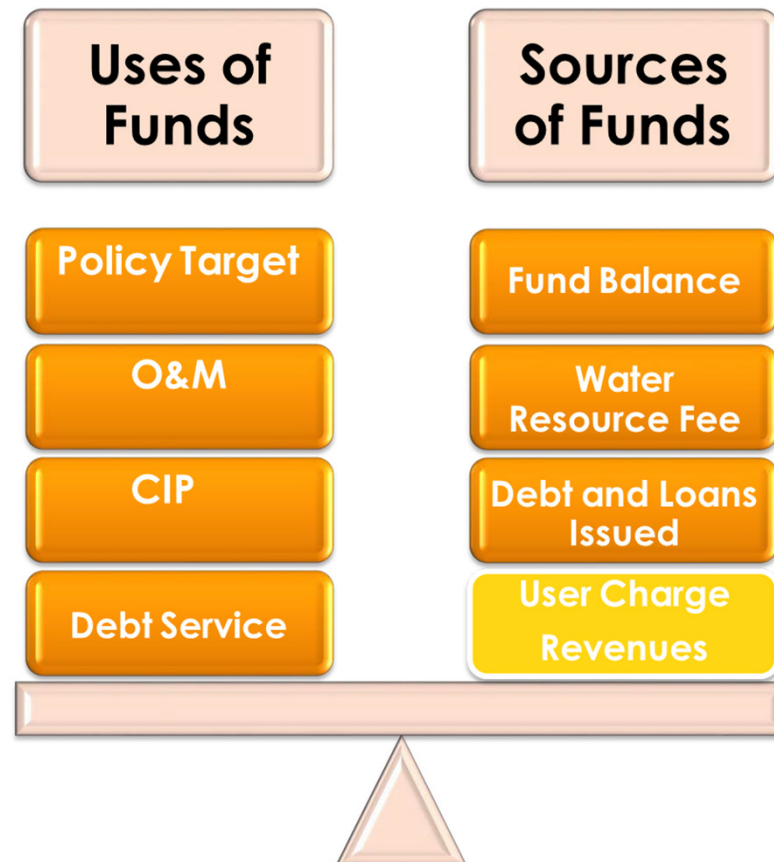 Uses of
Funds
Sources
of Funds
Policy Target
O&M
CIP
Debt Service
Fund Balance
Water
Resource Fee
Debt and Loans
Issued
User Charge
Revenues